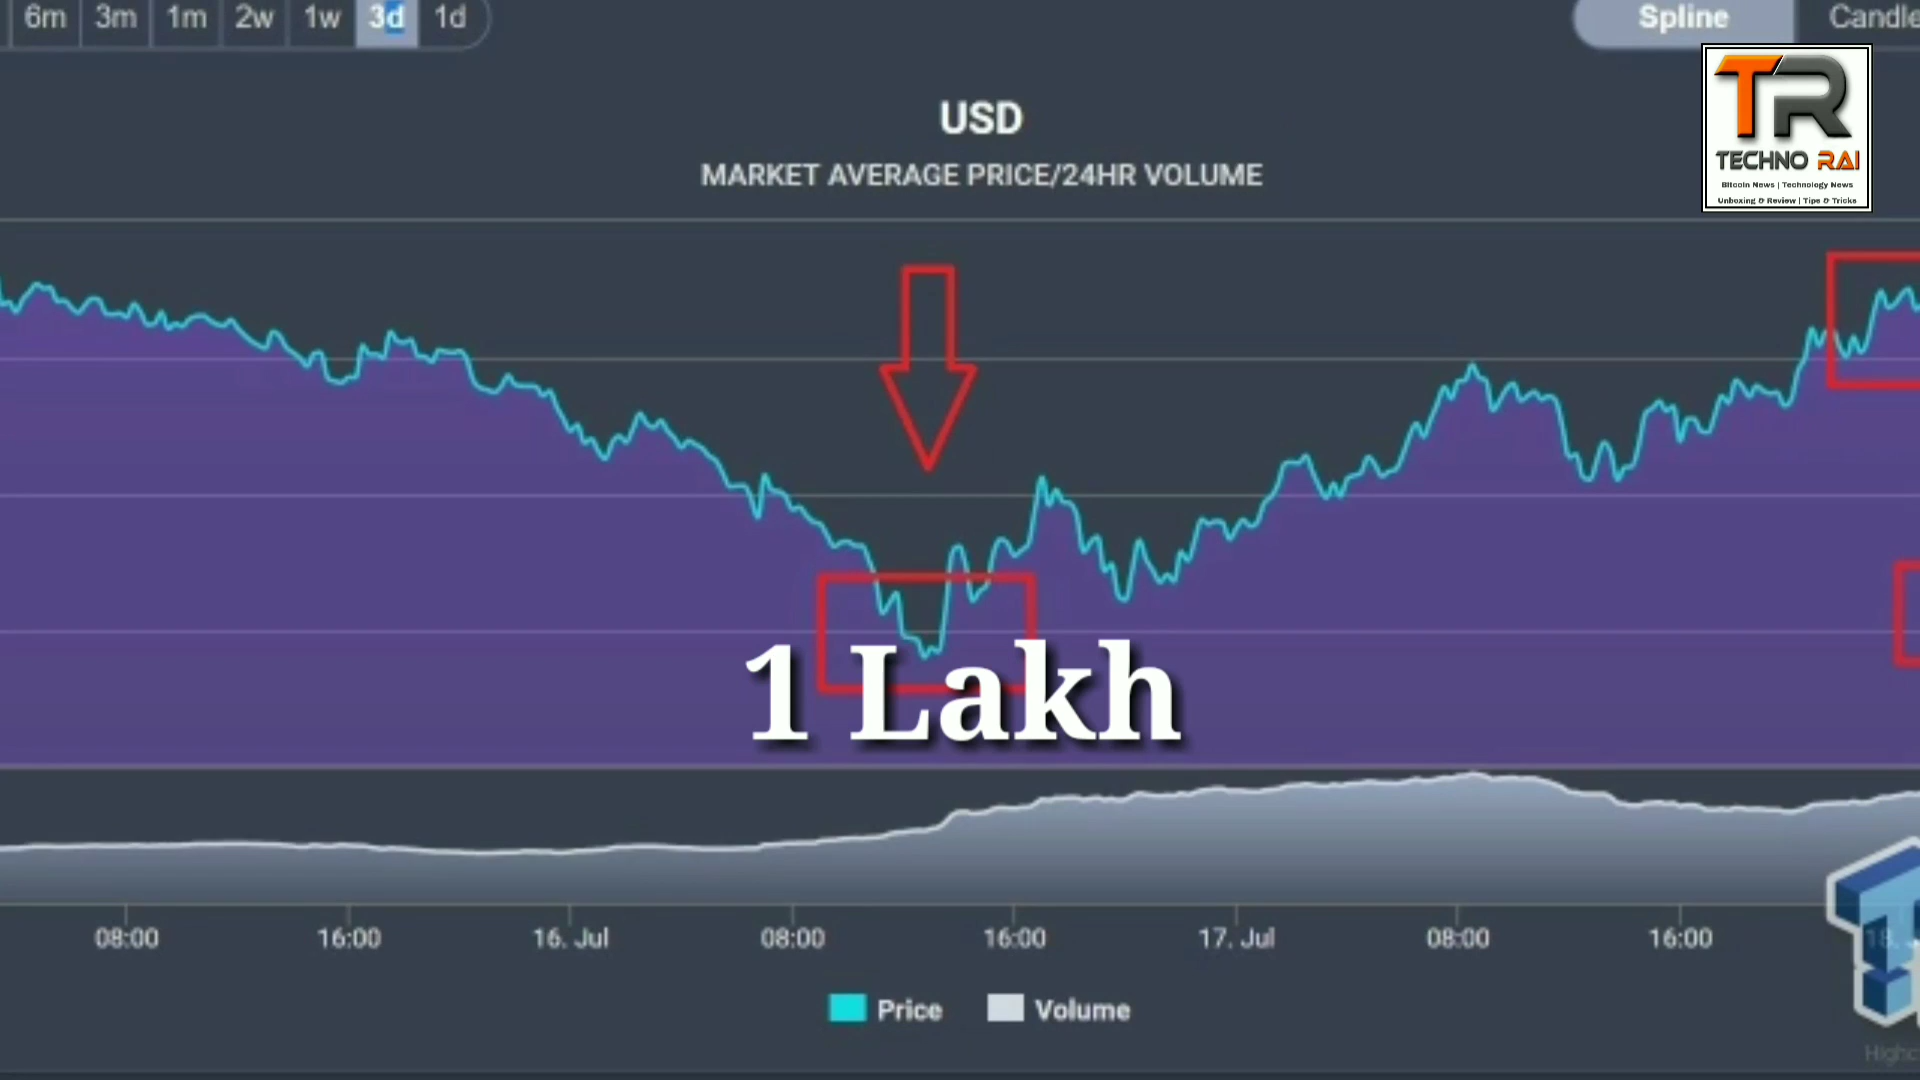 6m 3m 1m 2w 1w 3d 1d
Spline
USD
MARKET AVERAGE PRICE/24HR VOLUME
TR
TECHNO RAI
Bitcoin News | Technology News
Unboxing & Review | Tips & Tricks
1 Lakh
08:00 16:00 16. Jul 08:00 16:00 17. Jul 08:00 16:00
Price Volume